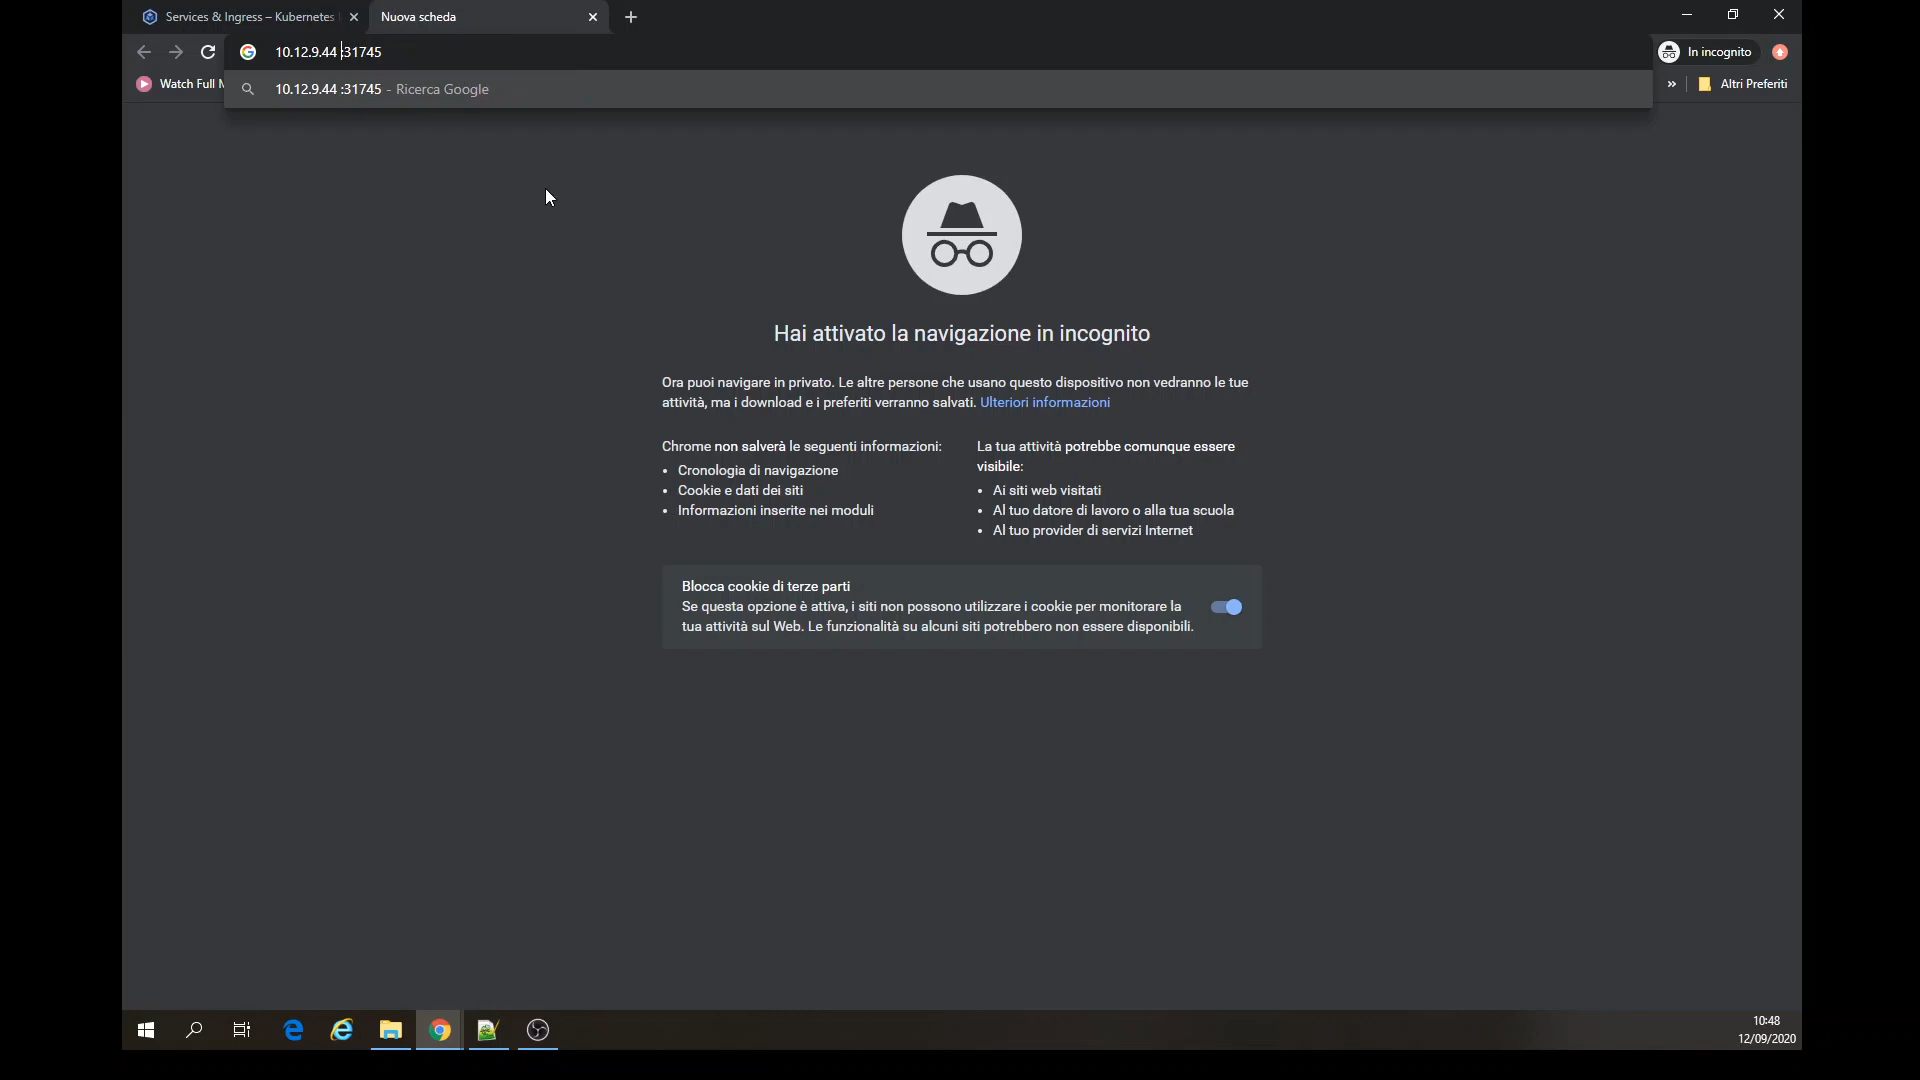 Services & Ingress – Kubernetes
Nuova scheda
10.12.9.44 :31745
In incognito
Watch Full
10.12.9.44 :31745 - Ricerca Google
»
Altri Preferiti
Hai attivato la navigazione in incognito
Ora puoi navigare in privato. Le altre persone che usano questo dispositivo non vedranno le tue
attività, ma i download e i preferiti verranno salvati. Ulteriori informazioni
Chrome non salverà le seguenti informazioni:
• Cronologia di navigazione
• Cookie e dati dei siti
• Informazioni inserite nei moduli
La tua attività potrebbe comunque essere
visibile:
• Ai siti web visitati
• Al tuo datore di lavoro o alla tua scuola
• Al tuo provider di servizi Internet
Blocca cookie di terze parti
Se questa opzione è attiva, i siti non possono utilizzare i cookie per monitorare la
tua attività sul Web. Le funzionalità su alcuni siti potrebbero non essere disponibili.
10:48
12/09/2020